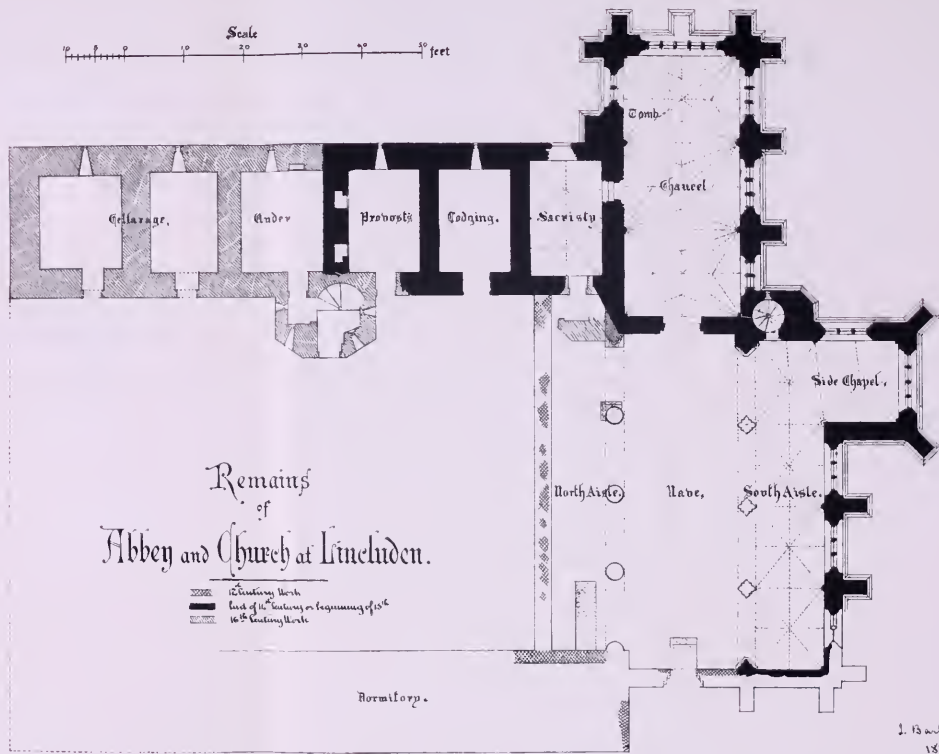 Scale
10 5 0 10 20 30 40 50 feet
Tomb
Chancel
Cellarage,
Under
Provosts
Lodging.
Sacristy
Side Chapel.
North Aisle.
Nave,
South Aisle.
Remains
of
Abbey and Church at Lincluden.
12th Century Work
End of 14th Century or beginning of 15th
16th Century Work
Dormitory.